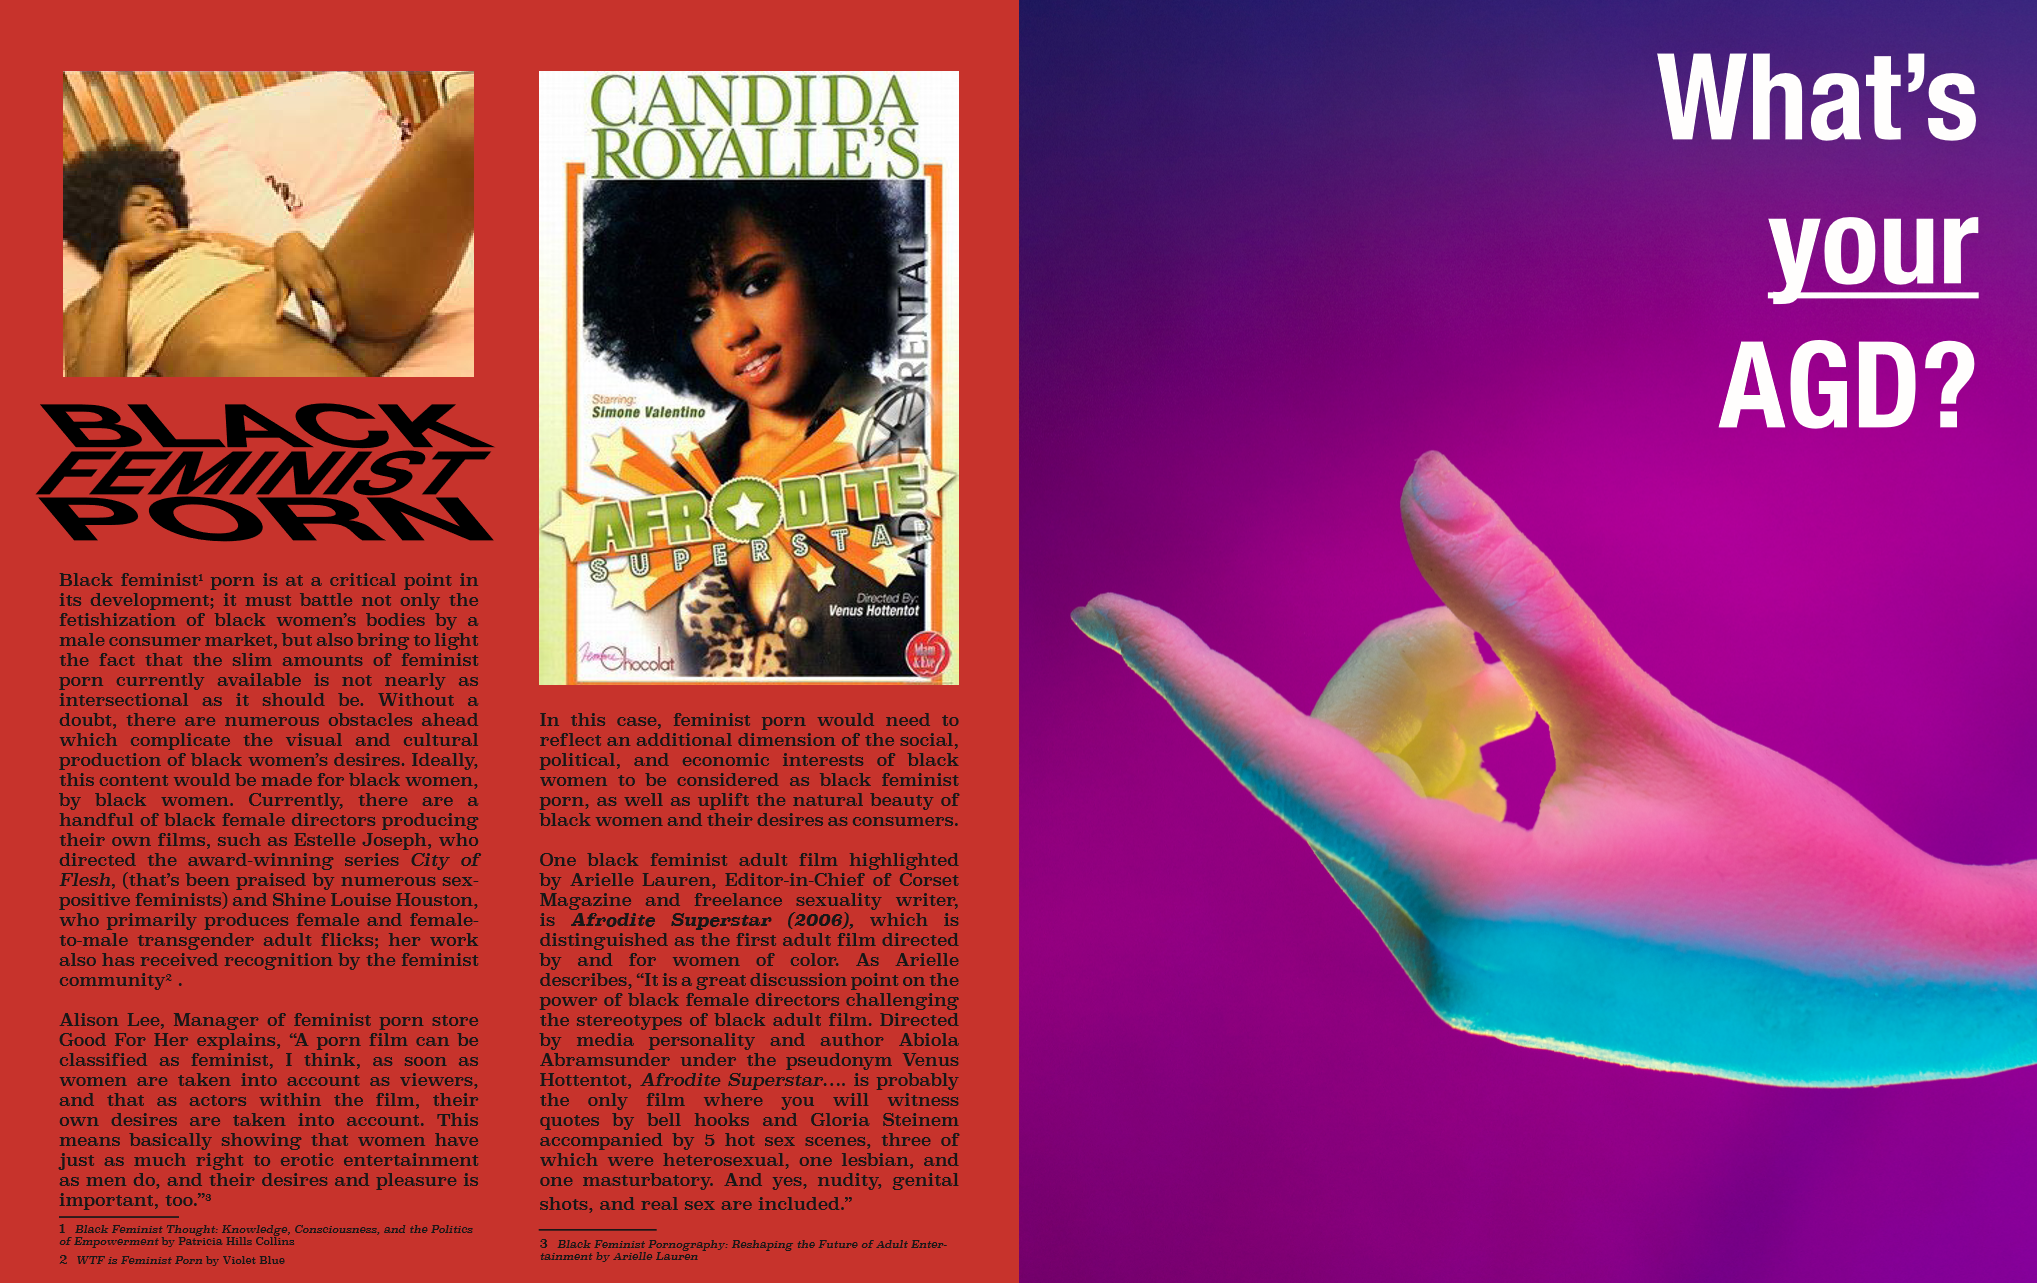 BLACK
FEMINIST
PORN
Black feminist¹ porn is at a critical point in
its development; it must battle not only the
fetishization of black women's bodies by a
male consumer market, but also bring to light
the fact that the slim amounts of feminist
porn currently available is not nearly as
intersectional as it should be. Without a
doubt, there are numerous obstacles ahead
which complicate the visual and cultural
production of black women's desires. Ideally,
this content would be made for black women,
by black women. Currently, there are a
handful of black female directors producing
their own films, such as Estelle Joseph, who
directed the award-winning series City of
Flesh, (that's been praised by numerous sex-
positive feminists) and Shine Louise Houston,
who primarily produces female and female-
to-male transgender adult flicks; her work
also has received recognition by the feminist
community² .
Alison Lee, Manager of feminist porn store
Good For Her explains, “A porn film can be
classified as feminist, I think, as soon as
women are taken into account as viewers,
and that as actors within the film, their
own desires are taken into account. This
means basically showing that women have
just as much right to erotic entertainment
as men do, and their desires and pleasure is
important, too.”³
1 Black Feminist Thought: Knowledge, Consciousness, and the Politics
of Empowerment by Patricia Hills Collins
2 WTF is Feminist Porn by Violet Blue
CANDIDA
ROYALLE'S
ADULT RENTAL
Starring:
Simone Valentino
AFRODITE
SUPERSTAR
Directed By:
Venus Hottentot
Femme Chocolat
Adam
& Eve
In this case, feminist porn would need to
reflect an additional dimension of the social,
political, and economic interests of black
women to be considered as black feminist
porn, as well as uplift the natural beauty of
black women and their desires as consumers.
One black feminist adult film highlighted
by Arielle Lauren, Editor-in-Chief of Corset
Magazine and freelance sexuality writer,
is Afrodite Superstar (2006), which is
distinguished as the first adult film directed
by and for women of color. As Arielle
describes, “It is a great discussion point on the
power of black female directors challenging
the stereotypes of black adult film. Directed
by media personality and author Abiola
Abramsunder under the pseudonym Venus
Hottentot, Afrodite Superstar…. is probably
the only film where you will witness
quotes by bell hooks and Gloria Steinem
accompanied by 5 hot sex scenes, three of
which were heterosexual, one lesbian, and
one masturbatory. And yes, nudity, genital
shots, and real sex are included.”
3 Black Feminist Pornography: Reshaping the Future of Adult Enter-
tainment by Arielle Lauren
What's
your
AGD?